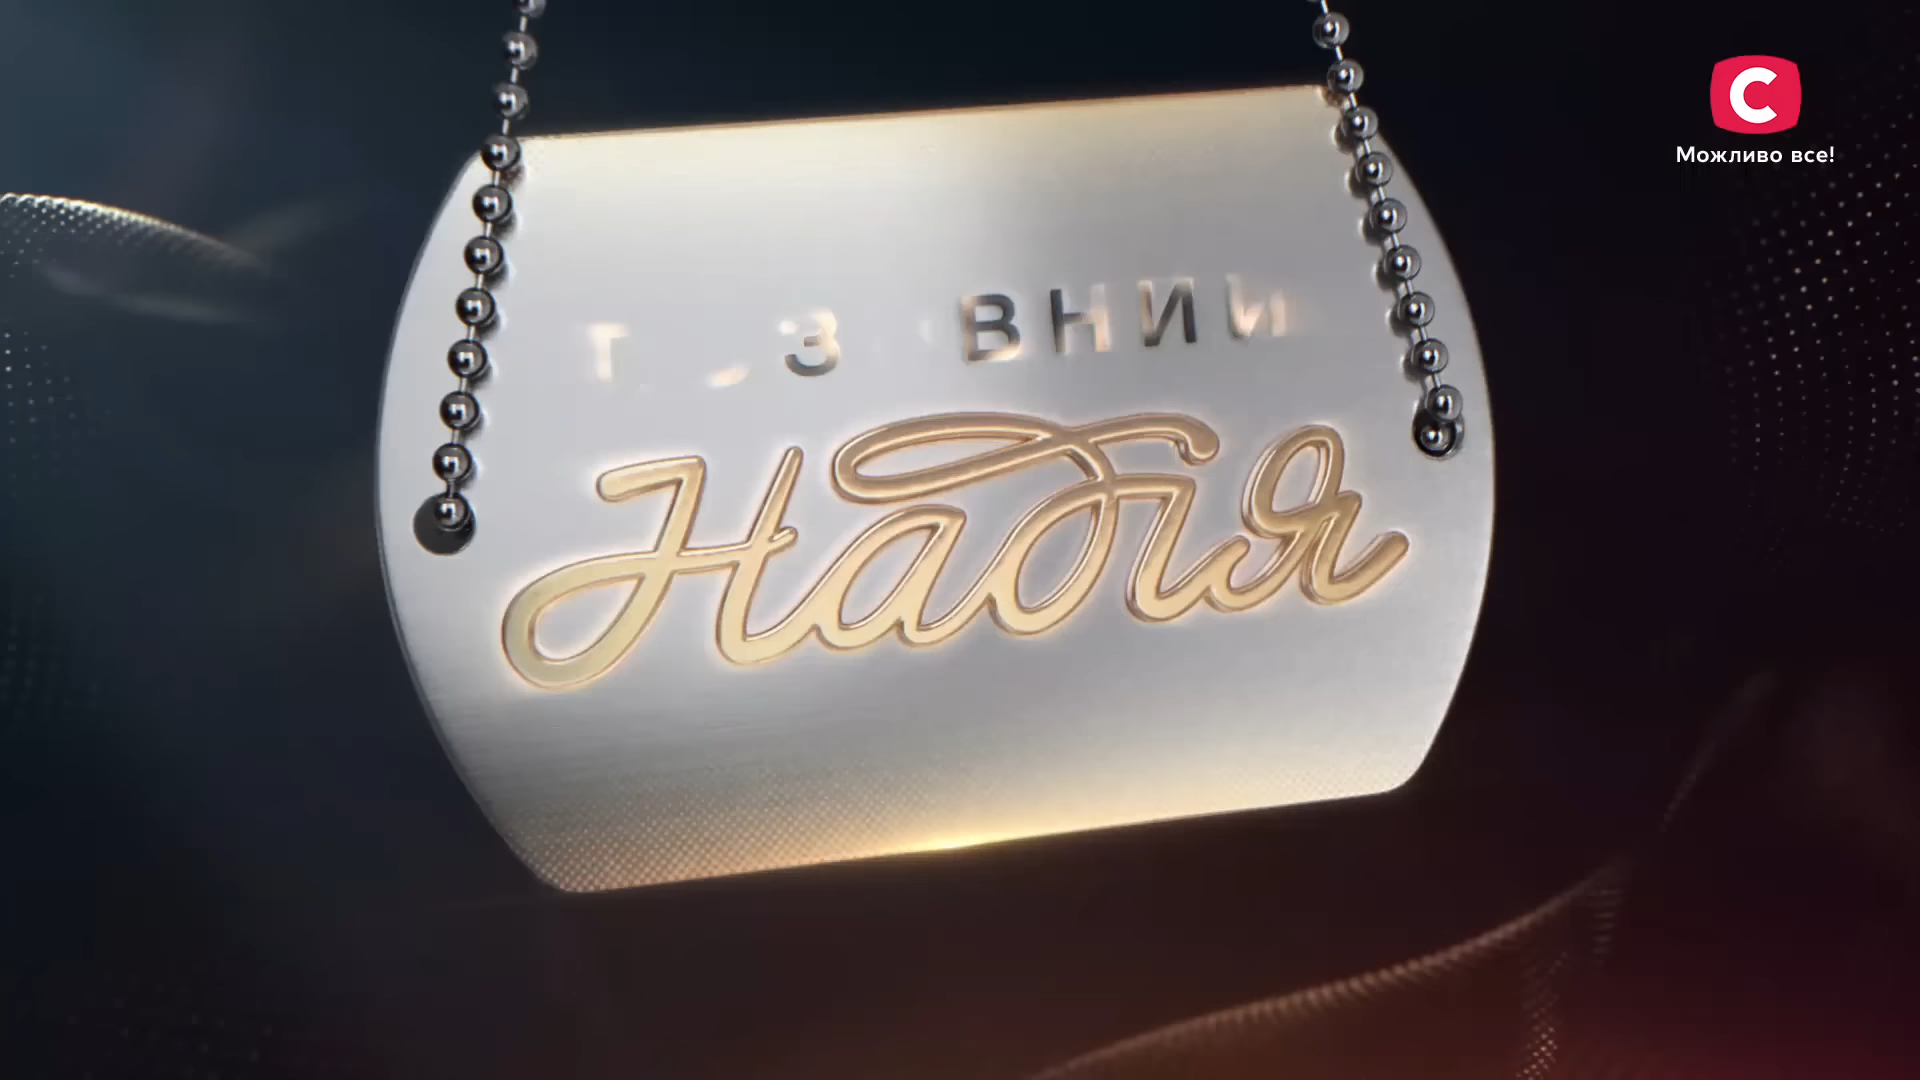 Надія
Можливо все!